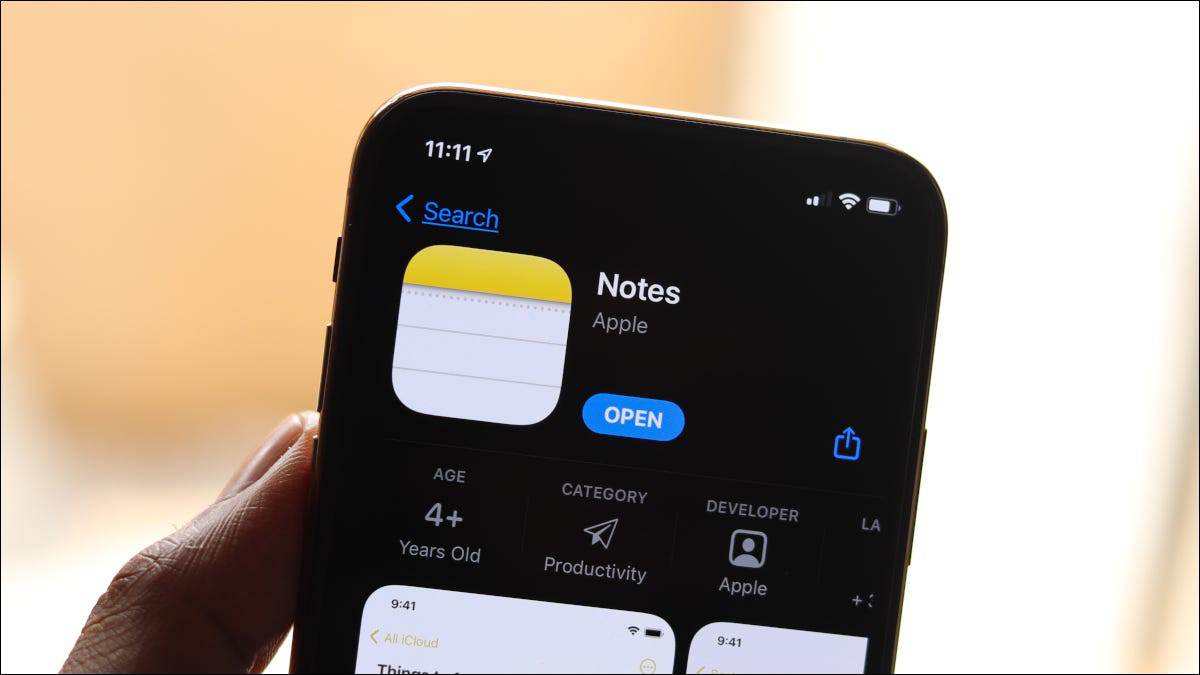 11:11
Search
Notes
Apple
OPEN
AGE
4+
Years Old
CATEGORY
Productivity
DEVELOPER
Apple
LA
+
9:41
All iCloud
9:41